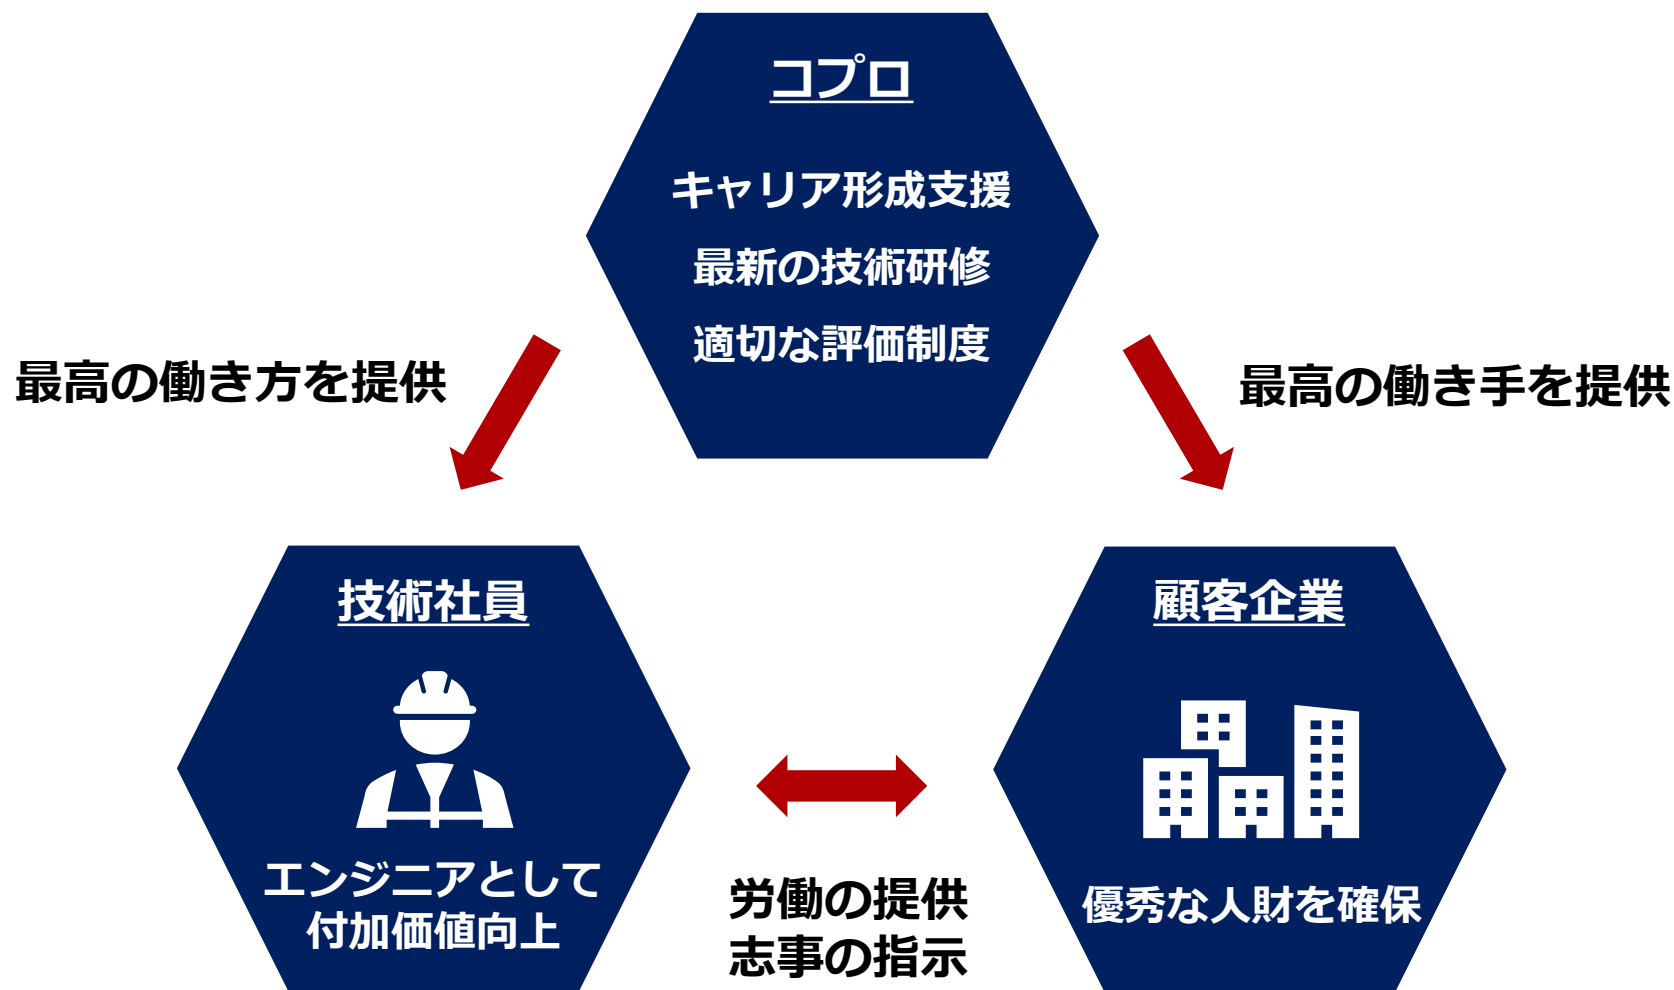 コプロ
キャリア形成支援
最新の技術研修
適切な評価制度
最高の働き方を提供
最高の働き手を提供
技術社員
エンジニアとして
付加価値向上
顧客企業
優秀な人財を確保
労働の提供
志事の指示